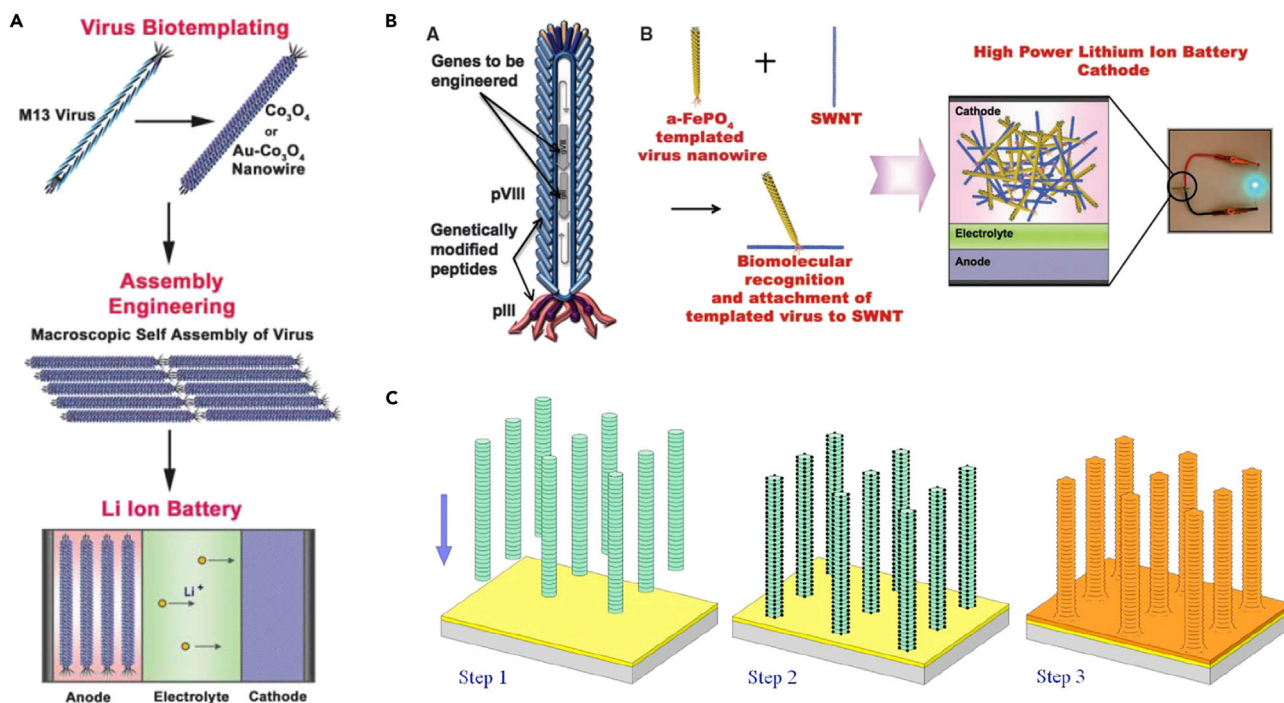 A
Virus Biotemplating
M13 Virus
Co₃O₄
or
Au-Co₃O₄
Nanowire
Assembly
Engineering
Macroscopic Self Assembly of Virus
Li Ion Battery
Li⁺
Anode
Electrolyte
Cathode
B
A
Genes to be
engineered
pVIII
pVIII
Genetically
modified
peptides
pIII
B
+
a-FePO₄
templated
virus nanowire
SWNT
Biomolecular
recognition
and attachment of
templated virus to SWNT
High Power Lithium Ion Battery
Cathode
Cathode
Electrolyte
Anode
C
Step 1
Step 2
Step 3